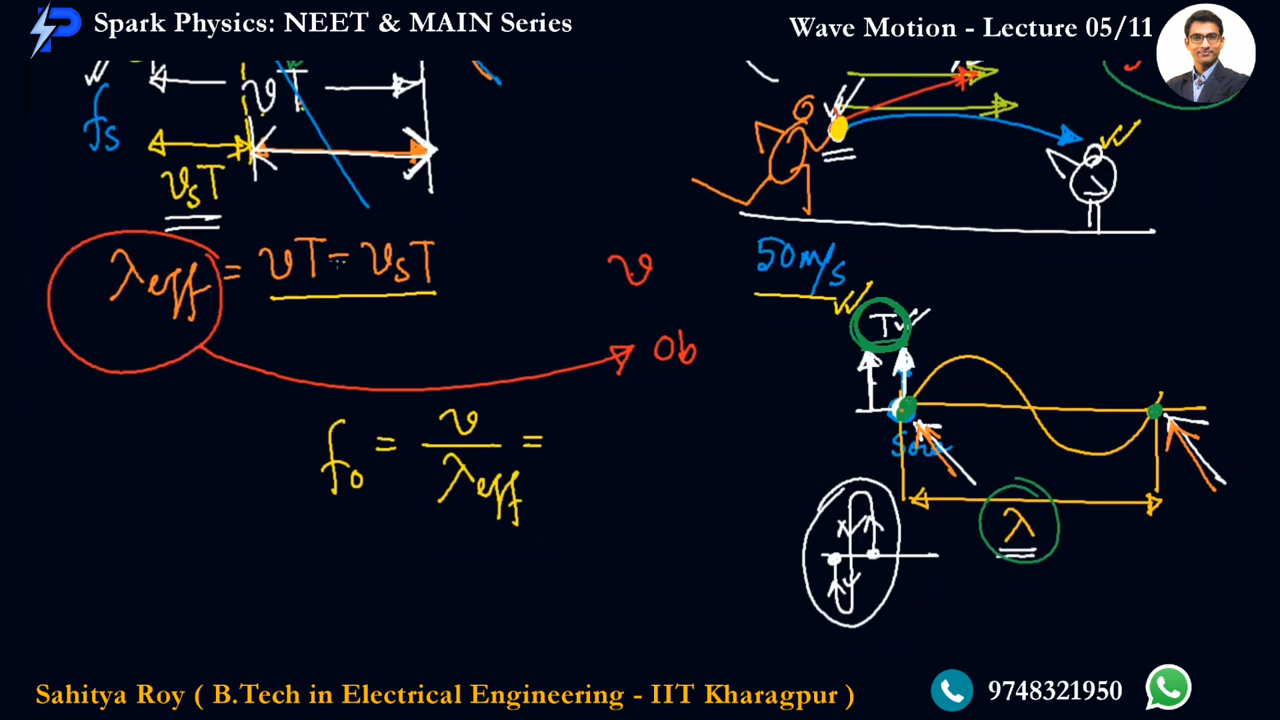 Spark Physics: NEET & MAIN Series
Wave Motion - Lecture 05/11
vT
fs
vsT
λeff = vT - vsT
v
50m/s
T
Ob
fo = v/λeff =
λ
Sahitya Roy ( B.Tech in Electrical Engineering - IIT Kharagpur )
9748321950